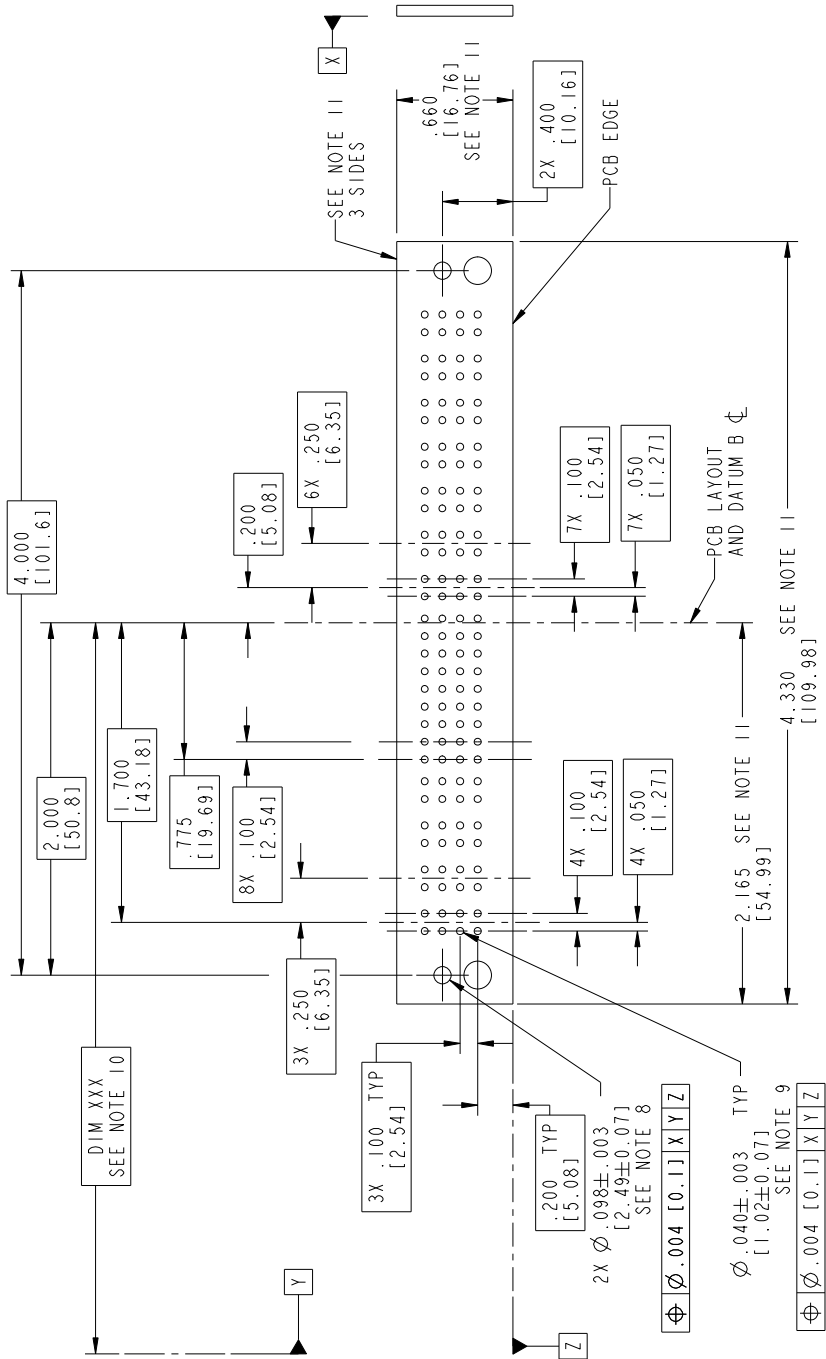 X
SEE NOTE 11
3 SIDES
.660
[16.76]
SEE NOTE 11
2X .400
[10.16]
PCB EDGE
4.000
[101.6]
2.000
[50.8]
1.700
[43.18]
.775
[19.69]
8X .100
[2.54]
.200
[5.08]
6X .250
[6.35]
3X .250
[6.35]
DIM XXX
SEE NOTE 10
Y
3X .100 TYP
[2.54]
.200 TYP
[5.08]
Z
7X .100
[2.54]
7X .050
[1.27]
PCB LAYOUT
AND DATUM B ℄
4X .100
[2.54]
4X .050
[1.27]
2.165 SEE NOTE 11
[54.99]
4.330 SEE NOTE 11
[109.98]
2X Ø.098±.003
[2.49±0.07]
SEE NOTE 8
⌖ Ø.004 [0.1] X Y Z
Ø.040±.003 TYP
[1.02±0.07]
SEE NOTE 9
⌖ Ø.004 [0.1] X Y Z